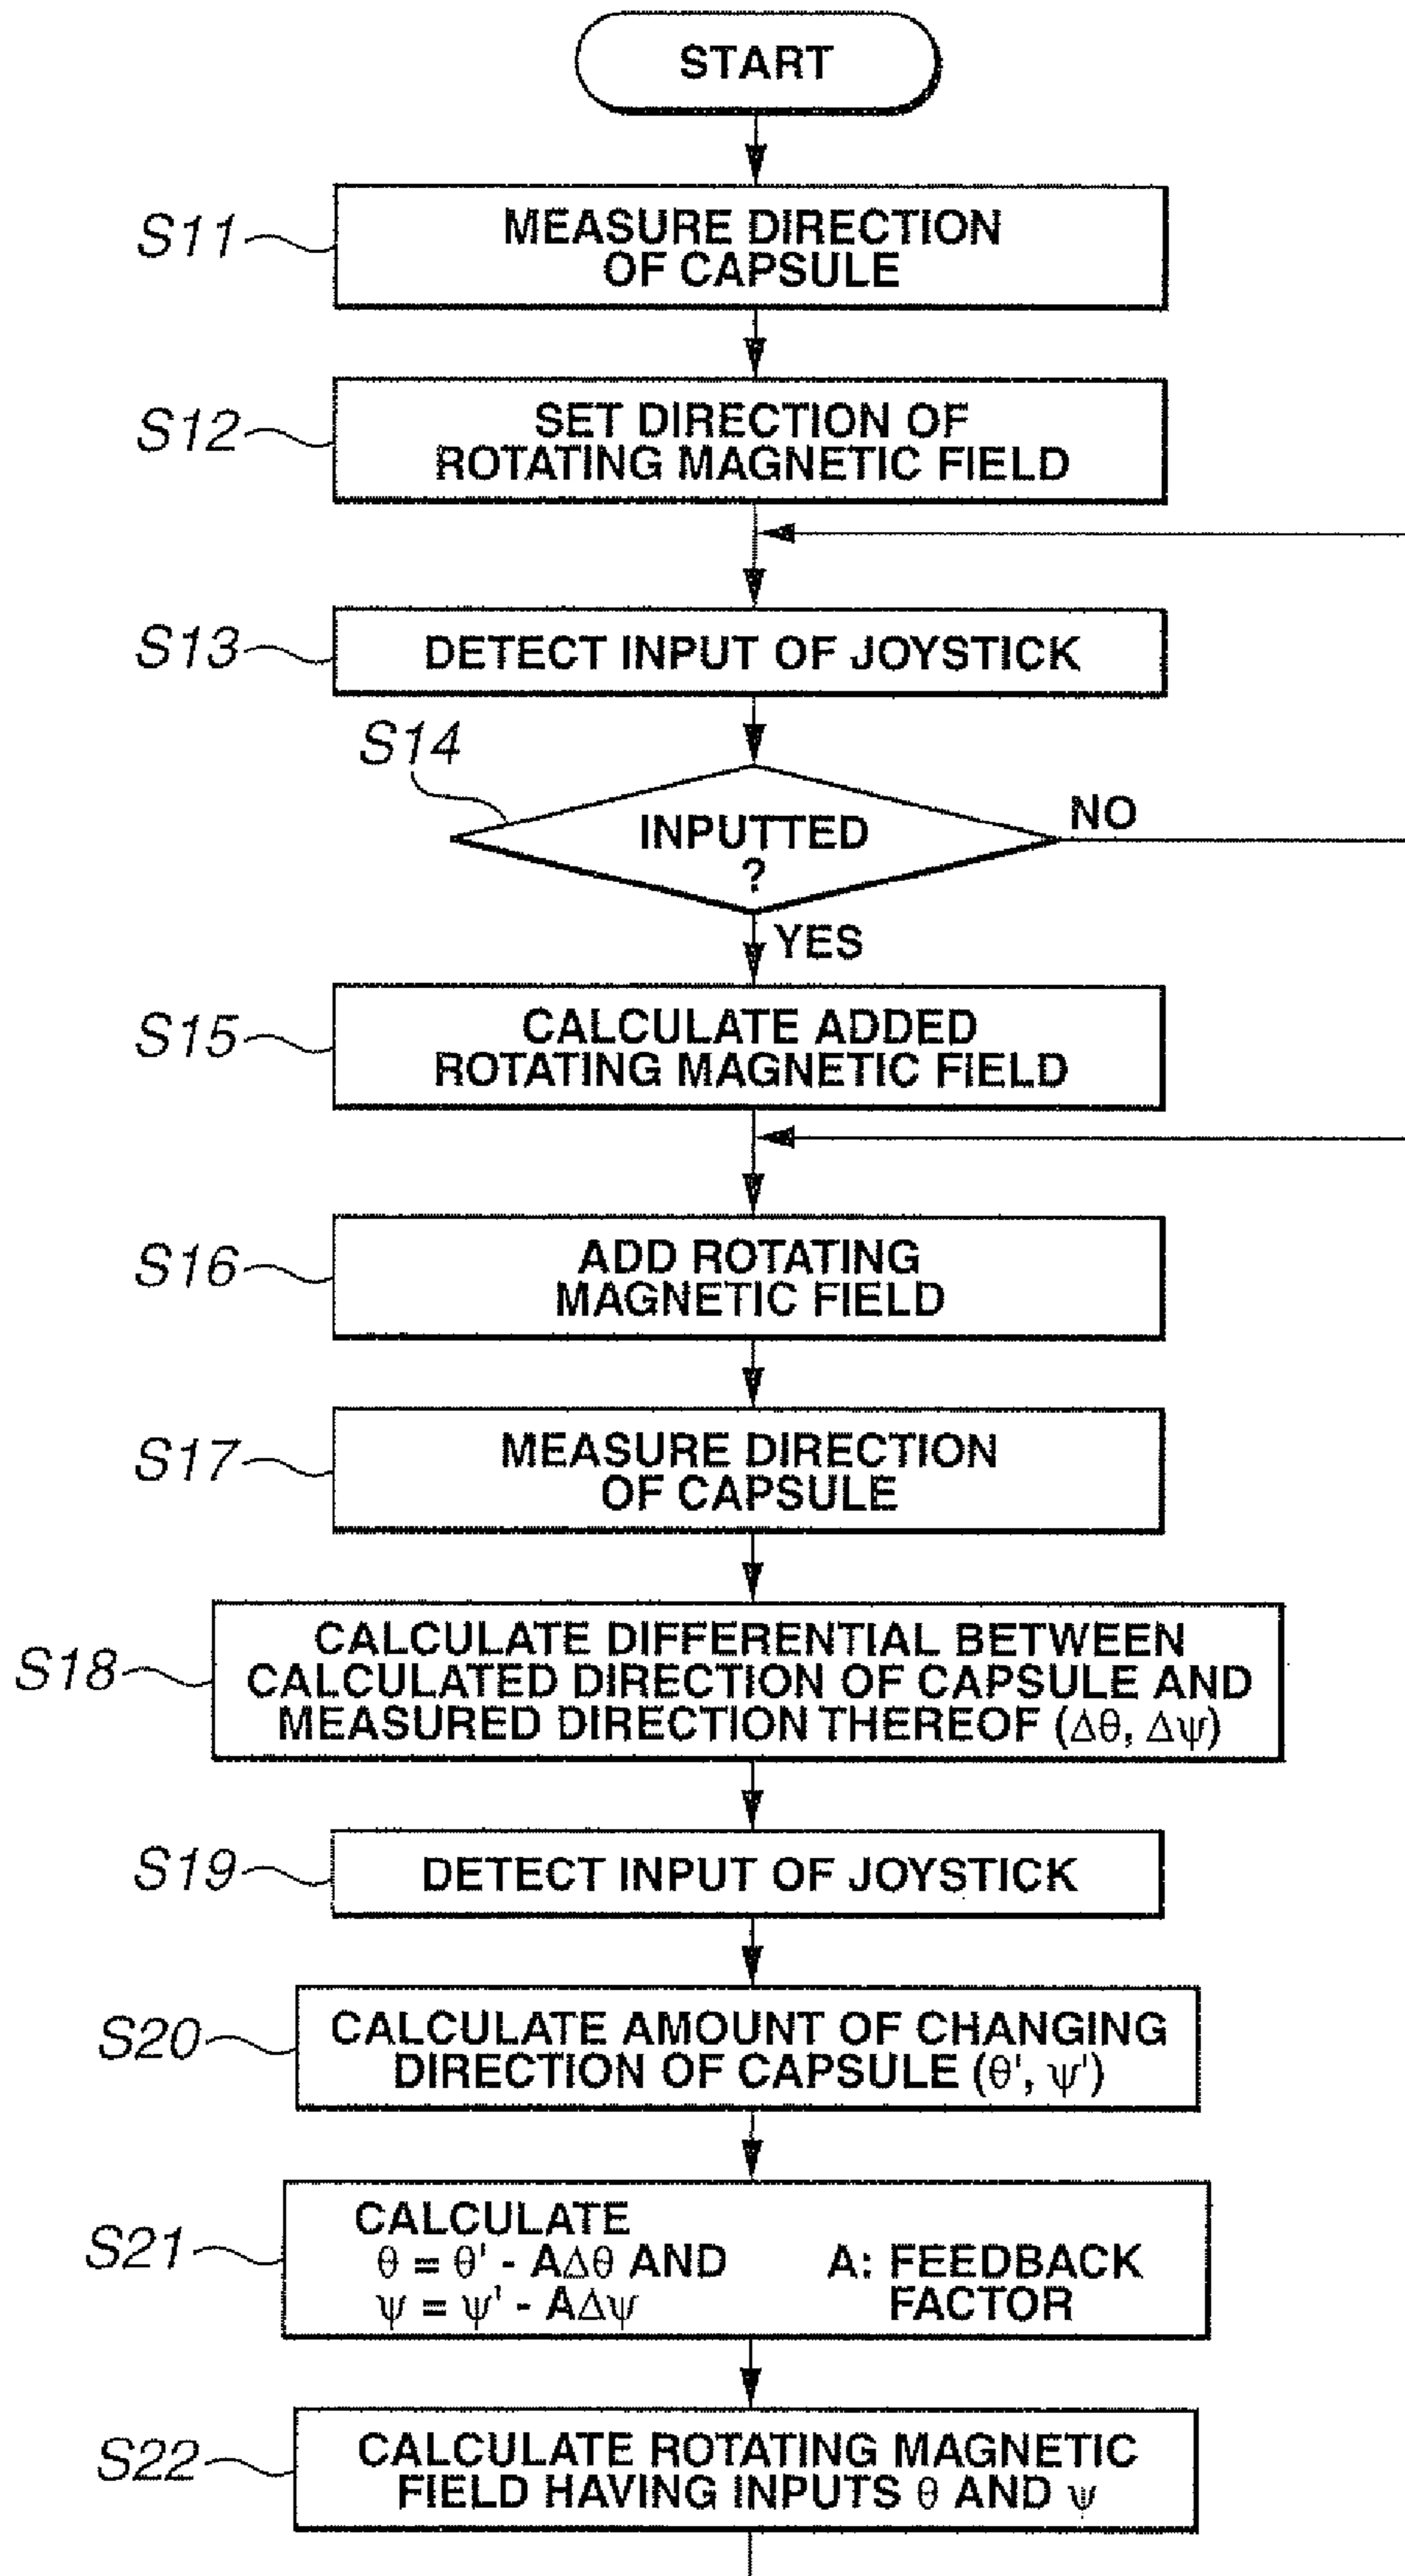 START
S11
MEASURE DIRECTION
OF CAPSULE
S12
SET DIRECTION OF
ROTATING MAGNETIC FIELD
S13
DETECT INPUT OF JOYSTICK
S14
INPUTTED
?
NO
YES
S15
CALCULATE ADDED
ROTATING MAGNETIC FIELD
S16
ADD ROTATING
MAGNETIC FIELD
S17
MEASURE DIRECTION
OF CAPSULE
S18
CALCULATE DIFFERENTIAL BETWEEN
CALCULATED DIRECTION OF CAPSULE AND
MEASURED DIRECTION THEREOF (Δθ, Δψ)
S19
DETECT INPUT OF JOYSTICK
S20
CALCULATE AMOUNT OF CHANGING
DIRECTION OF CAPSULE (θ', ψ')
S21
CALCULATE
θ = θ' - AΔθ AND
ψ = ψ' - AΔψ
A: FEEDBACK
FACTOR
S22
CALCULATE ROTATING MAGNETIC
FIELD HAVING INPUTS θ AND ψ